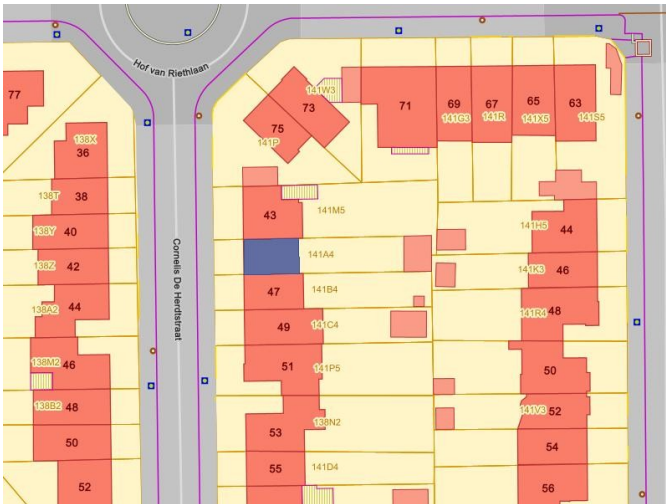 Hof van Riethlaan
77
73
141W3
71
69
67
65
63
141G3
141R
141X5
141S5
75
141P
138X
36
138T
38
43
141M5
138Y
40
141H5
44
138Z
42
141A4
141K3
46
Cornelis De Herdtstraat
47
141B4
138A2
44
49
141C4
141R4
48
138M2
46
51
141P5
50
138B2
48
138N2
141V3
52
50
53
54
52
55
141D4
56